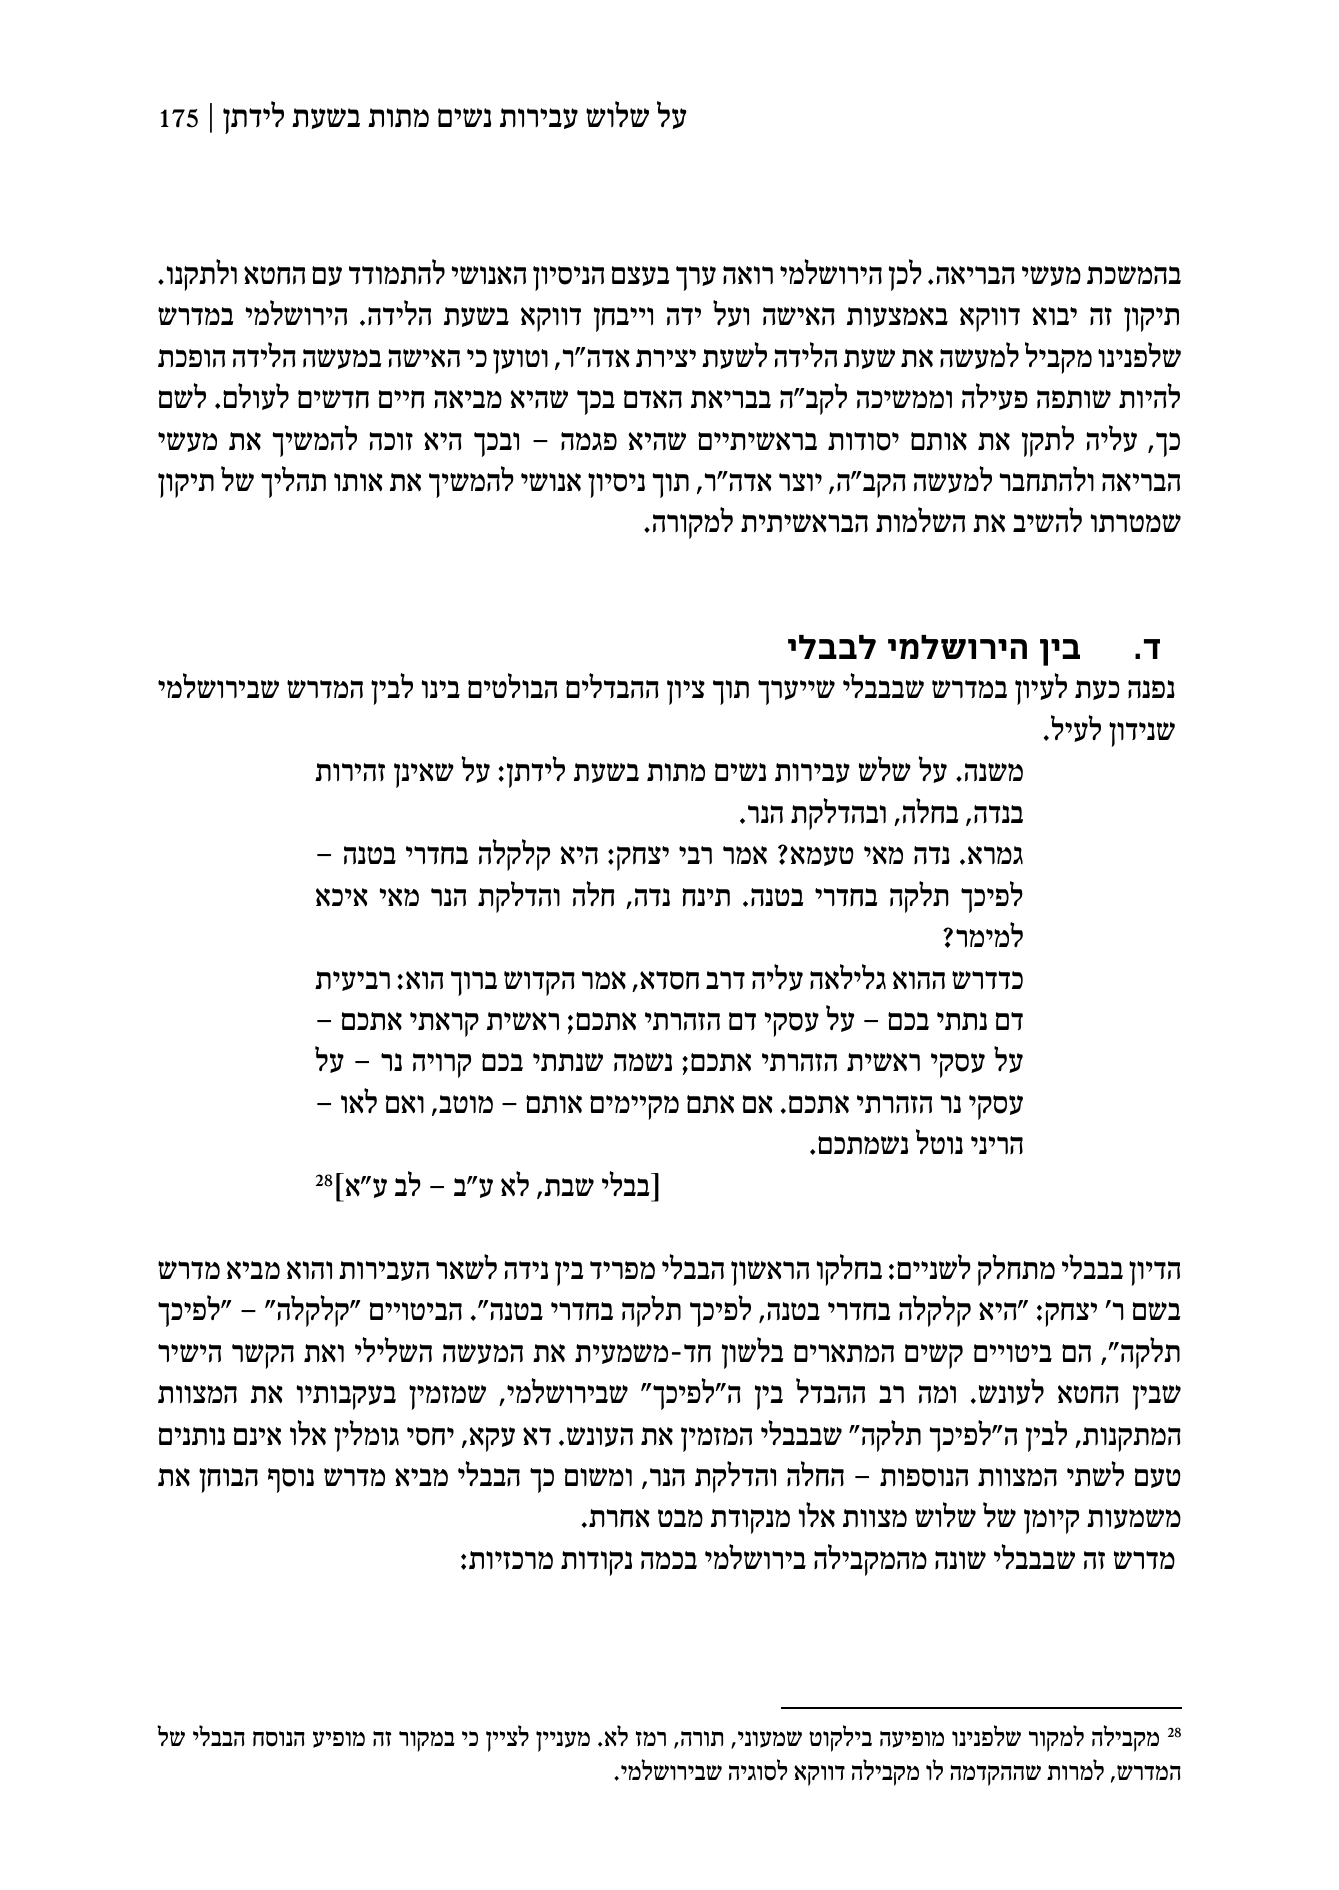 על שלוש עבירות נשים מתות בשעת לידתן | 175
בהמשכת מעשי הבריאה. לכן הירושלמי רואה ערך בעצם הניסיון האנושי להתמודד עם החטא ולתקנו.
תיקון זה יבוא דווקא באמצעות האישה ועל ידה וייבחן דווקא בשעת הלידה. הירושלמי במדרש
שלפנינו מקביל למעשה את שעת הלידה לשעת יצירת אדה"ר, וטוען כי האישה במעשה הלידה הופכת
להיות שותפה פעילה וממשיכה לקב"ה בבריאת האדם בכך שהיא מביאה חיים חדשים לעולם. לשם
כך, עליה לתקן את אותם יסודות בראשיתיים שהיא פגמה – ובכך היא זוכה להמשיך את מעשי
הבריאה ולהתחבר למעשה הקב"ה, יוצר אדה"ר, תוך ניסיון אנושי להמשיך את אותו תהליך של תיקון
שמטרתו להשיב את השלמות הבראשיתית למקורה.
ד. בין הירושלמי לבבלי
נפנה כעת לעיון במדרש שבבבלי שייערך תוך ציון ההבדלים הבולטים בינו לבין המדרש שבירושלמי
שנידון לעיל.
משנה. על שלש עבירות נשים מתות בשעת לידתן: על שאינן זהירות
בנדה, בחלה, ובהדלקת הנר.
גמרא. נדה מאי טעמא? אמר רבי יצחק: היא קלקלה בחדרי בטנה –
לפיכך תלקה בחדרי בטנה. תינח נדה, חלה והדלקת הנר מאי איכא
למימר?
כדדרש ההוא גלילאה עליה דרב חסדא, אמר הקדוש ברוך הוא: רביעית
דם נתתי בכם – על עסקי דם הזהרתי אתכם; ראשית קראתי אתכם –
על עסקי ראשית הזהרתי אתכם; נשמה שנתתי בכם קרויה נר – על
עסקי נר הזהרתי אתכם. אם אתם מקיימים אותם – מוטב, ואם לאו –
הריני נוטל נשמתכם.
[בבלי שבת, לא ע"ב – לב ע"א]28
הדיון בבבלי מתחלק לשניים: בחלקו הראשון הבבלי מפריד בין נידה לשאר העבירות והוא מביא מדרש
בשם ר' יצחק: "היא קלקלה בחדרי בטנה, לפיכך תלקה בחדרי בטנה". הביטויים "קלקלה" – "לפיכך
תלקה", הם ביטויים קשים המתארים בלשון חד-משמעית את המעשה השלילי ואת הקשר הישיר
שבין החטא לעונש. ומה רב ההבדל בין ה"לפיכך" שבירושלמי, שמזמין בעקבותיו את המצוות
המתקנות, לבין ה"לפיכך תלקה" שבבבלי המזמין את העונש. דא עקא, יחסי גומלין אלו אינם נותנים
טעם לשתי המצוות הנוספות – החלה והדלקת הנר, ומשום כך הבבלי מביא מדרש נוסף הבוחן את
משמעות קיומן של שלוש מצוות אלו מנקודת מבט אחרת.
מדרש זה שבבבלי שונה מהמקבילה בירושלמי בכמה נקודות מרכזיות:
28 מקבילה למקור שלפנינו מופיעה בילקוט שמעוני, תורה, רמז לא. מעניין לציין כי במקור זה מופיע הנוסח הבבלי של
המדרש, למרות שההקדמה לו מקבילה דווקא לסוגיה שבירושלמי.